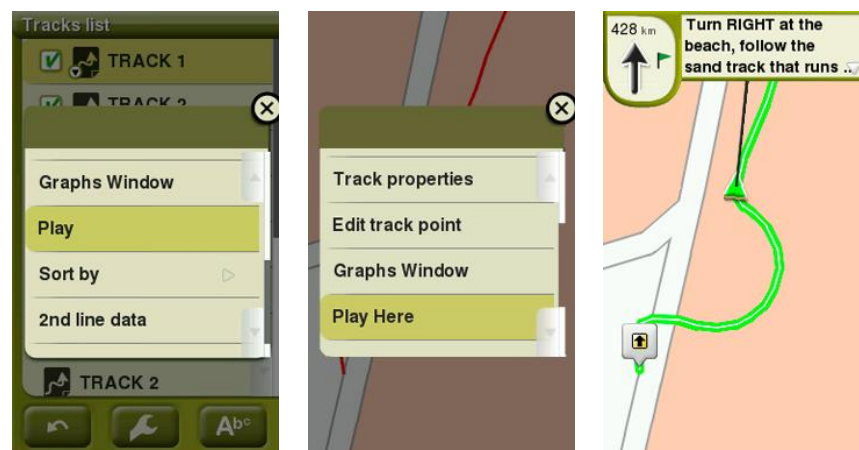 Tracks list
TRACK 1
TRACK 2
Graphs Window
Play
Sort by
2nd line data
TRACK 2
Abc
Track properties
Edit track point
Graphs Window
Play Here
428 km
Turn RIGHT at the
beach, follow the
sand track that runs ..